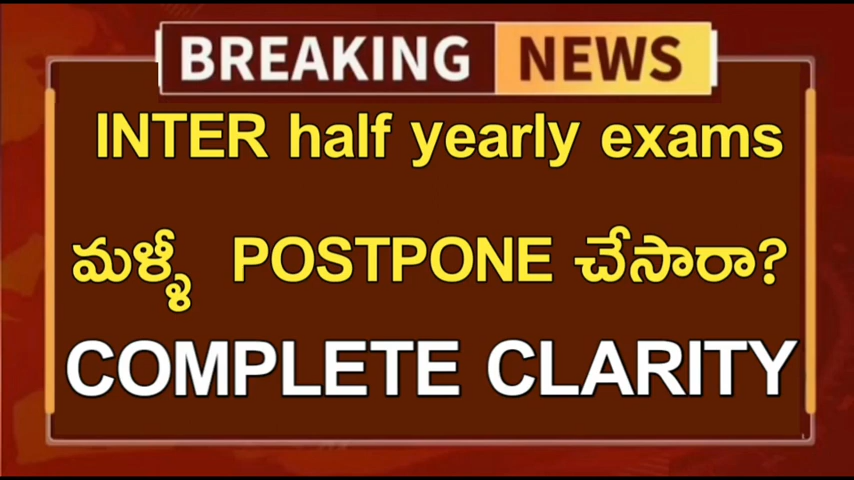 BREAKING NEWS
INTER half yearly exams
మళ్ళీ POSTPONE చేసారా?
COMPLETE CLARITY